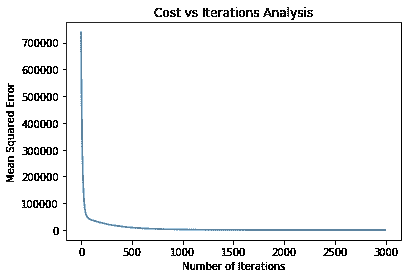 Cost vs Iterations Analysis
700000
600000
500000
400000
300000
200000
100000
0
Mean Squared Error
0 500 1000 1500 2000 2500 3000
Number of Iterations